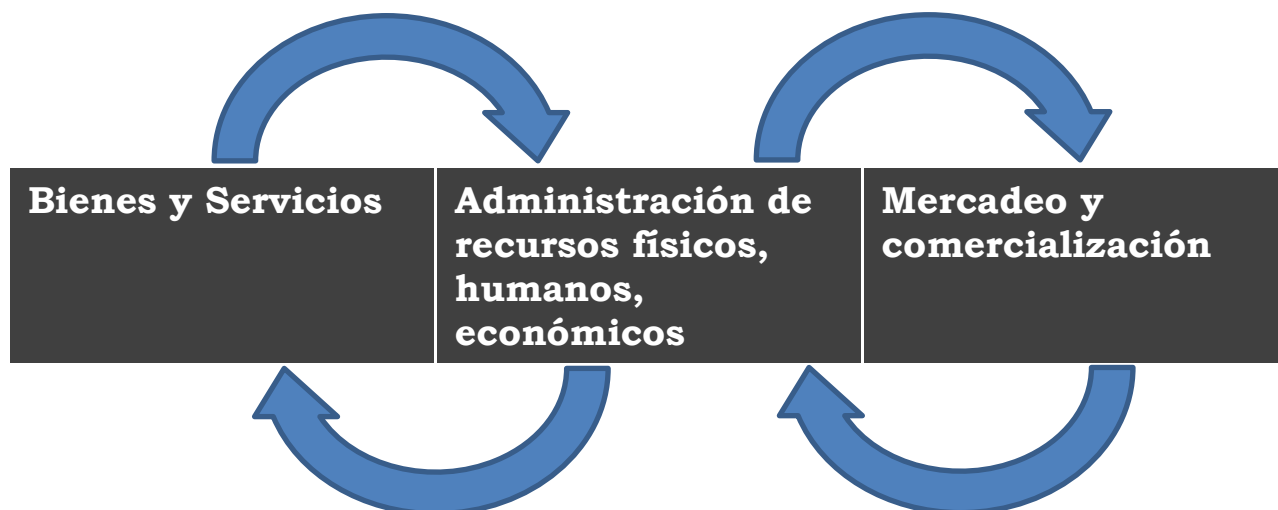 Bienes y Servicios
Administración de
recursos físicos,
humanos,
económicos
Mercadeo y
comercialización